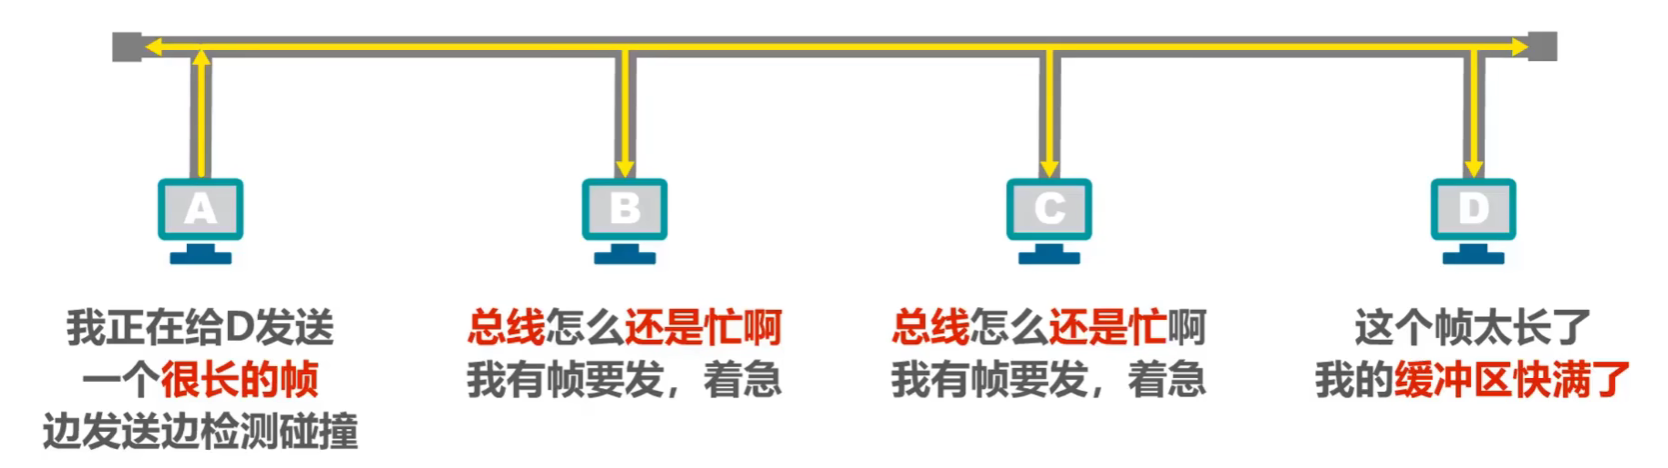 A
B
C
D
我正在给D发送
一个很长的帧
边发送边检测碰撞
总线怎么还是忙啊
我有帧要发，着急
总线怎么还是忙啊
我有帧要发，着急
这个帧太长了
我的缓冲区快满了